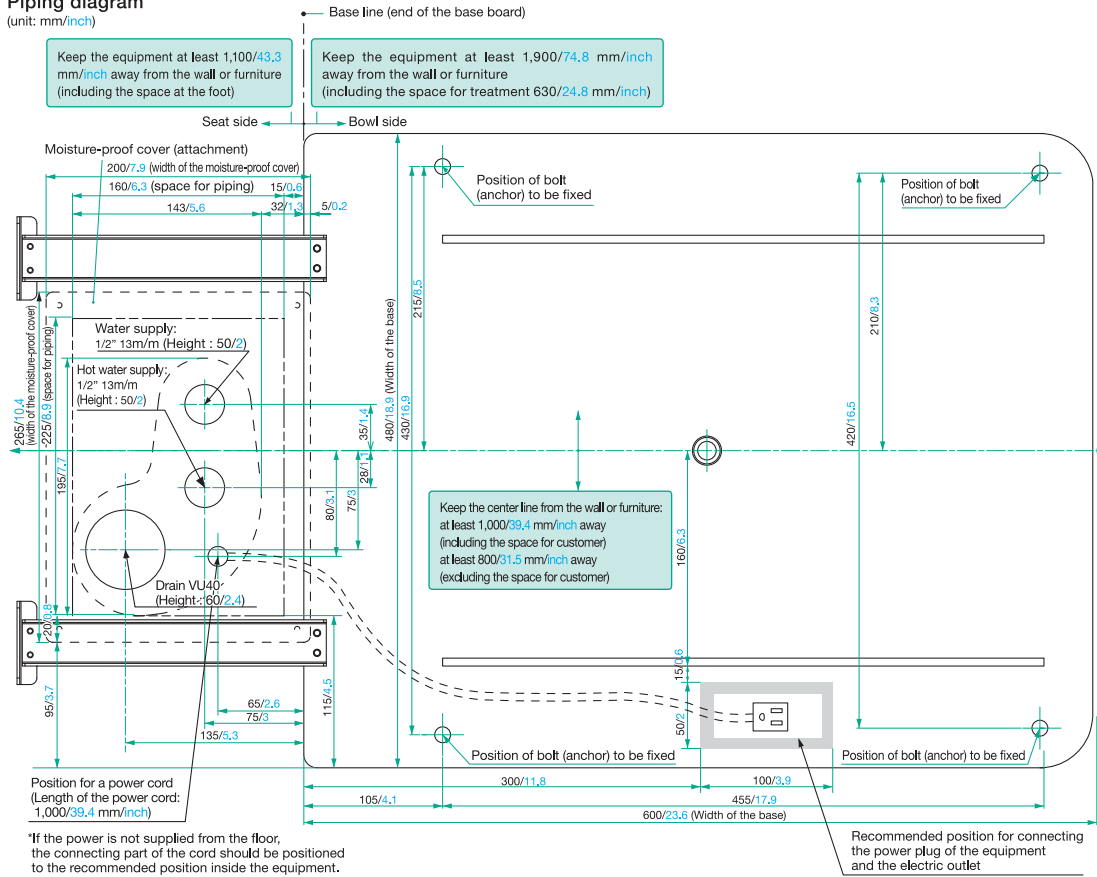 Piping diagram
(unit: mm/inch)
Base line (end of the base board)
Keep the equipment at least 1,100/43.3
mm/inch away from the wall or furniture
(including the space at the foot)
Keep the equipment at least 1,900/74.8 mm/inch
away from the wall or furniture
(including the space for treatment 630/24.8 mm/inch)
Seat side
Bowl side
Moisture-proof cover (attachment)
200/7.9 (width of the moisture-proof cover)
160/6.3 (space for piping)
15/0.6
143/5.6
32/1.3
5/0.2
Position of bolt
(anchor) to be fixed
Position of bolt
(anchor) to be fixed
Water supply:
1/2" 13m/m (Height : 50/2)
Hot water supply:
1/2" 13m/m
(Height : 50/2)
265/10.4
(width of the moisture-proof cover)
225/8.9 (space for piping)
195/7.7
35/1.4
28/1.1
80/3.1
75/3
480/18.9 (Width of the base)
430/16.9
215/8.5
210/8.3
420/16.5
Keep the center line from the wall or furniture:
at least 1,000/39.4 mm/inch away
(including the space for customer)
at least 800/31.5 mm/inch away
(excluding the space for customer)
160/6.3
15/0.6
50/2
Drain VU40
(Height : 60/2.4)
20/0.8
95/3.7
115/4.5
65/2.6
75/3
135/5.3
Position of bolt (anchor) to be fixed
Position of bolt (anchor) to be fixed
300/11.8
100/3.9
105/4.1
455/17.9
600/23.6 (Width of the base)
Position for a power cord
(Length of the power cord:
1,000/39.4 mm/inch)
*If the power is not supplied from the floor,
the connecting part of the cord should be positioned
to the recommended position inside the equipment.
Recommended position for connecting
the power plug of the equipment
and the electric outlet